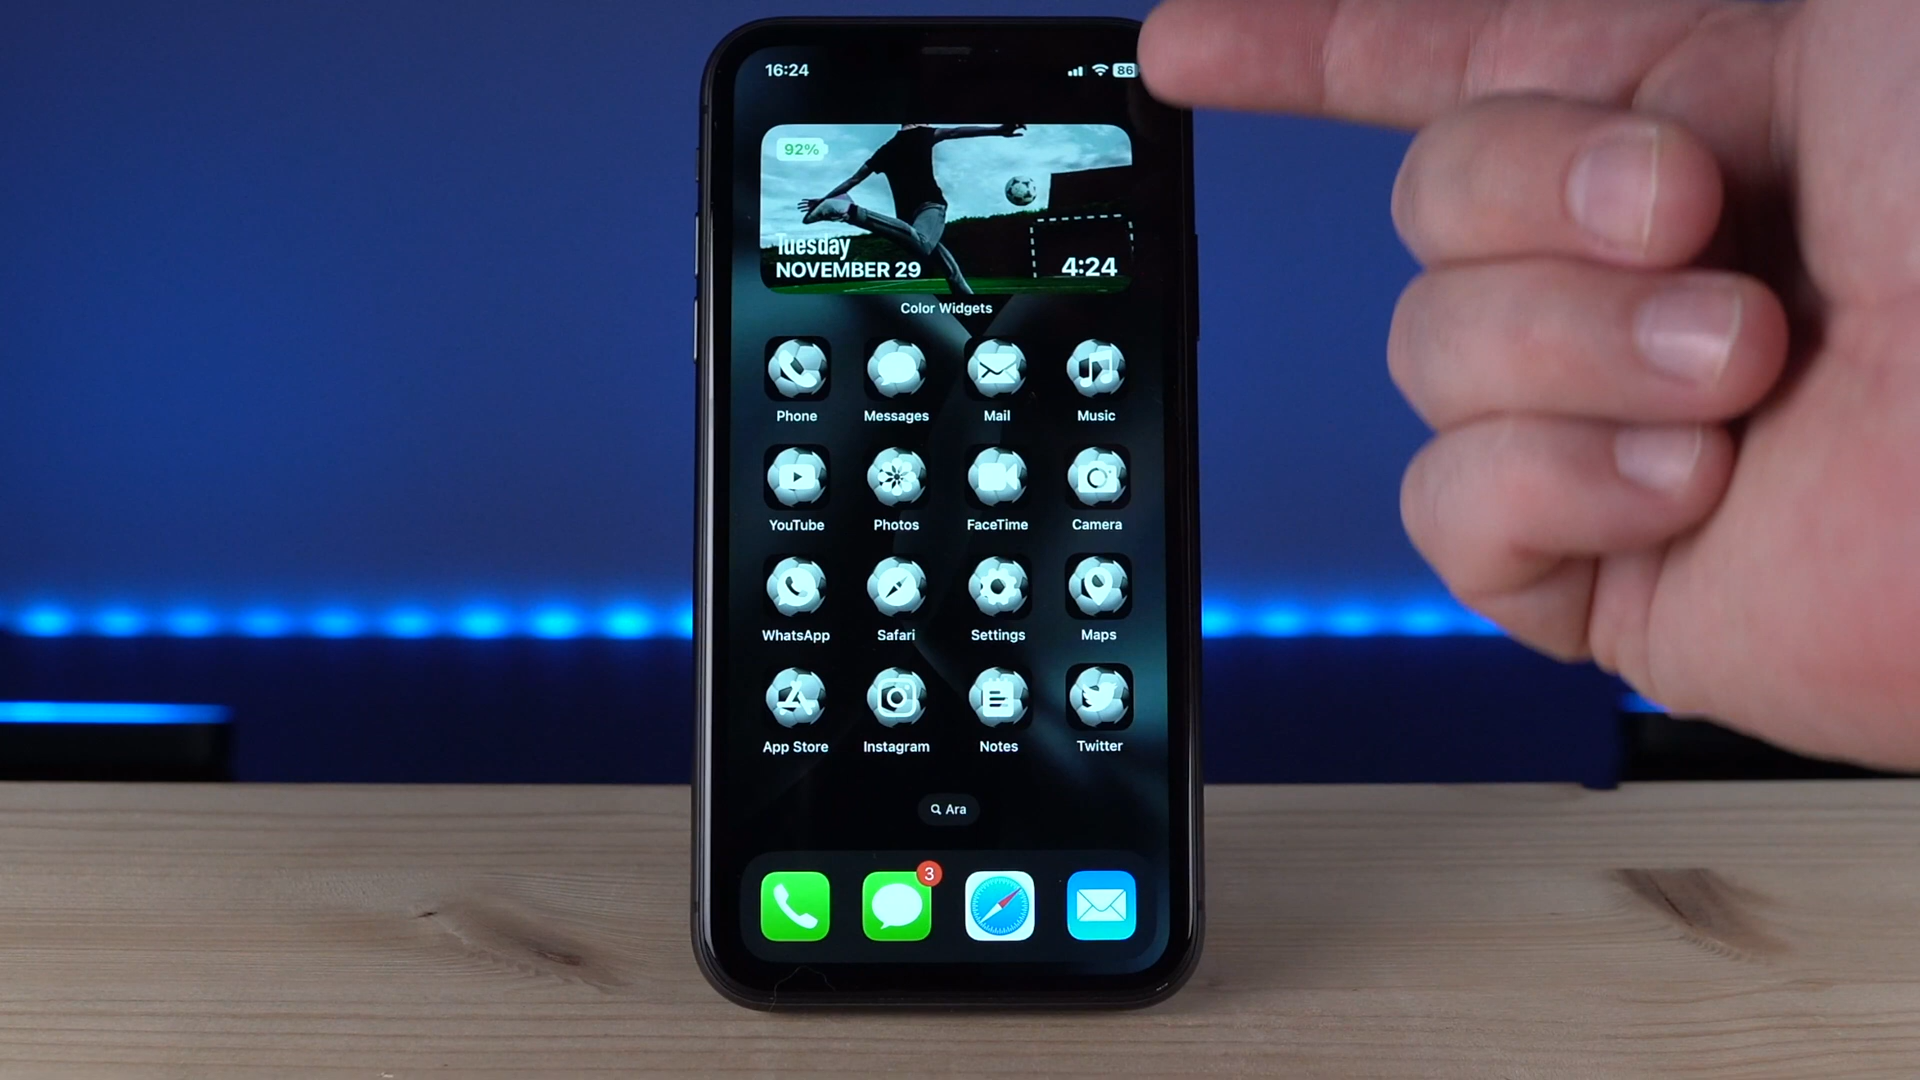 16:24
86
92%
Tuesday
NOVEMBER 29
4:24
Color Widgets
Phone
Messages
Mail
Music
YouTube
Photos
FaceTime
Camera
WhatsApp
Safari
Settings
Maps
App Store
Instagram
Notes
Twitter
Ara
3